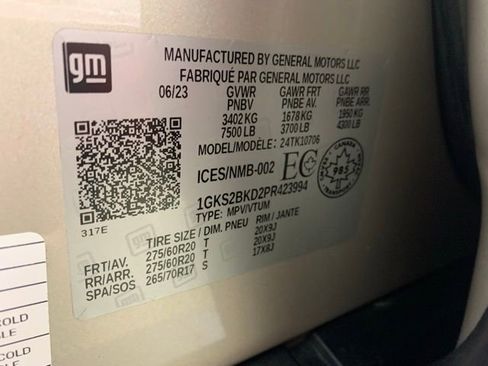 gm
MANUFACTURED BY GENERAL MOTORS LLC
FABRIQUÉ PAR GENERAL MOTORS LLC
06/23 GVWR GAWR FRT GAWR RR
PNBV PNBE AV. PNBE ARR.
3402 KG 1678 KG 1950 KG
7500 LB 3700 LB 4300 LB
MODEL/MODÈLE: 24TK10706
ICES/NMB-002 EC CANADA 985
1GKS2BKD2PR423994
TYPE: MPV/VTUM
317E
TIRE SIZE / DIM. PNEU RIM / JANTE
FRT/AV. 275/60R20 T 20X9J
RR/ARR. 275/60R20 T 20X9J
SPA/SOS 265/70R17 S 17X8J
COLD
COLD